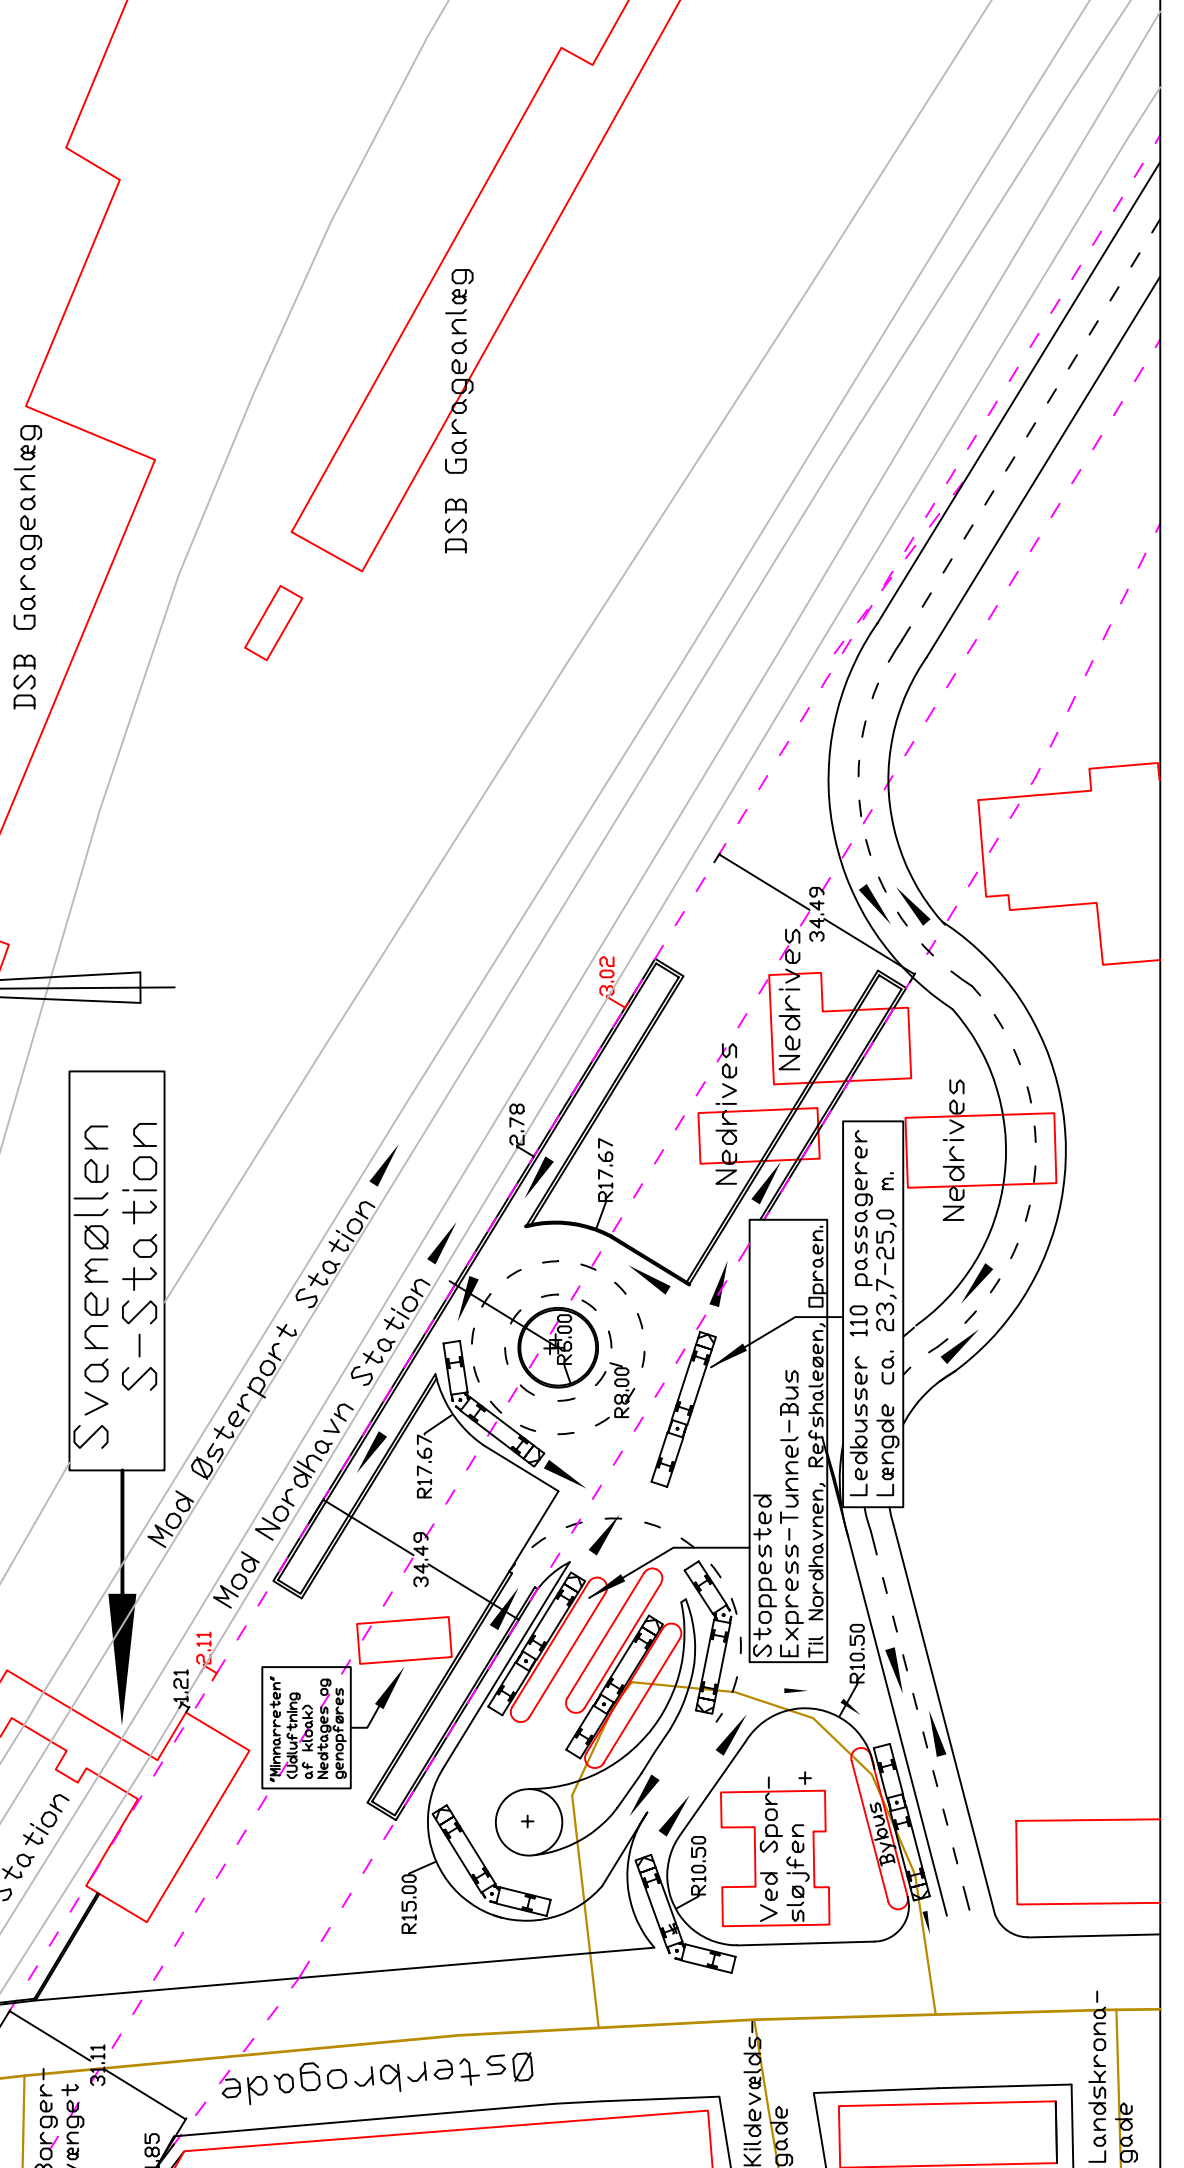 DSB Garageanlæg
DSB Garageanlæg
Svanemøllen
S-Station
Mod Østerport Station
Mod Nordhavn Station
3.02
2.78
34.49
Nedrives
Nedrives
Nedrives
R17.67
R6.00
R8.00
R17.67
34.49
Ledbusser 110 passagerer
Længde ca. 23,7-25,0 m.
Stoppested
Express-Tunnel-Bus
Til Nordhavnen, Refshaleøen, Opraen.
"Minnarreten"
(Udluftning
af kloak)
Nedtages og
genopføres
2.11
1.21
Station
R10.50
R10.50
R15.00
Ved Spor-
sløjfen
Bybus
Østerbrogade
31.11
Borger-
vænget
Kildevælds-
gade
Landskrona-
gade